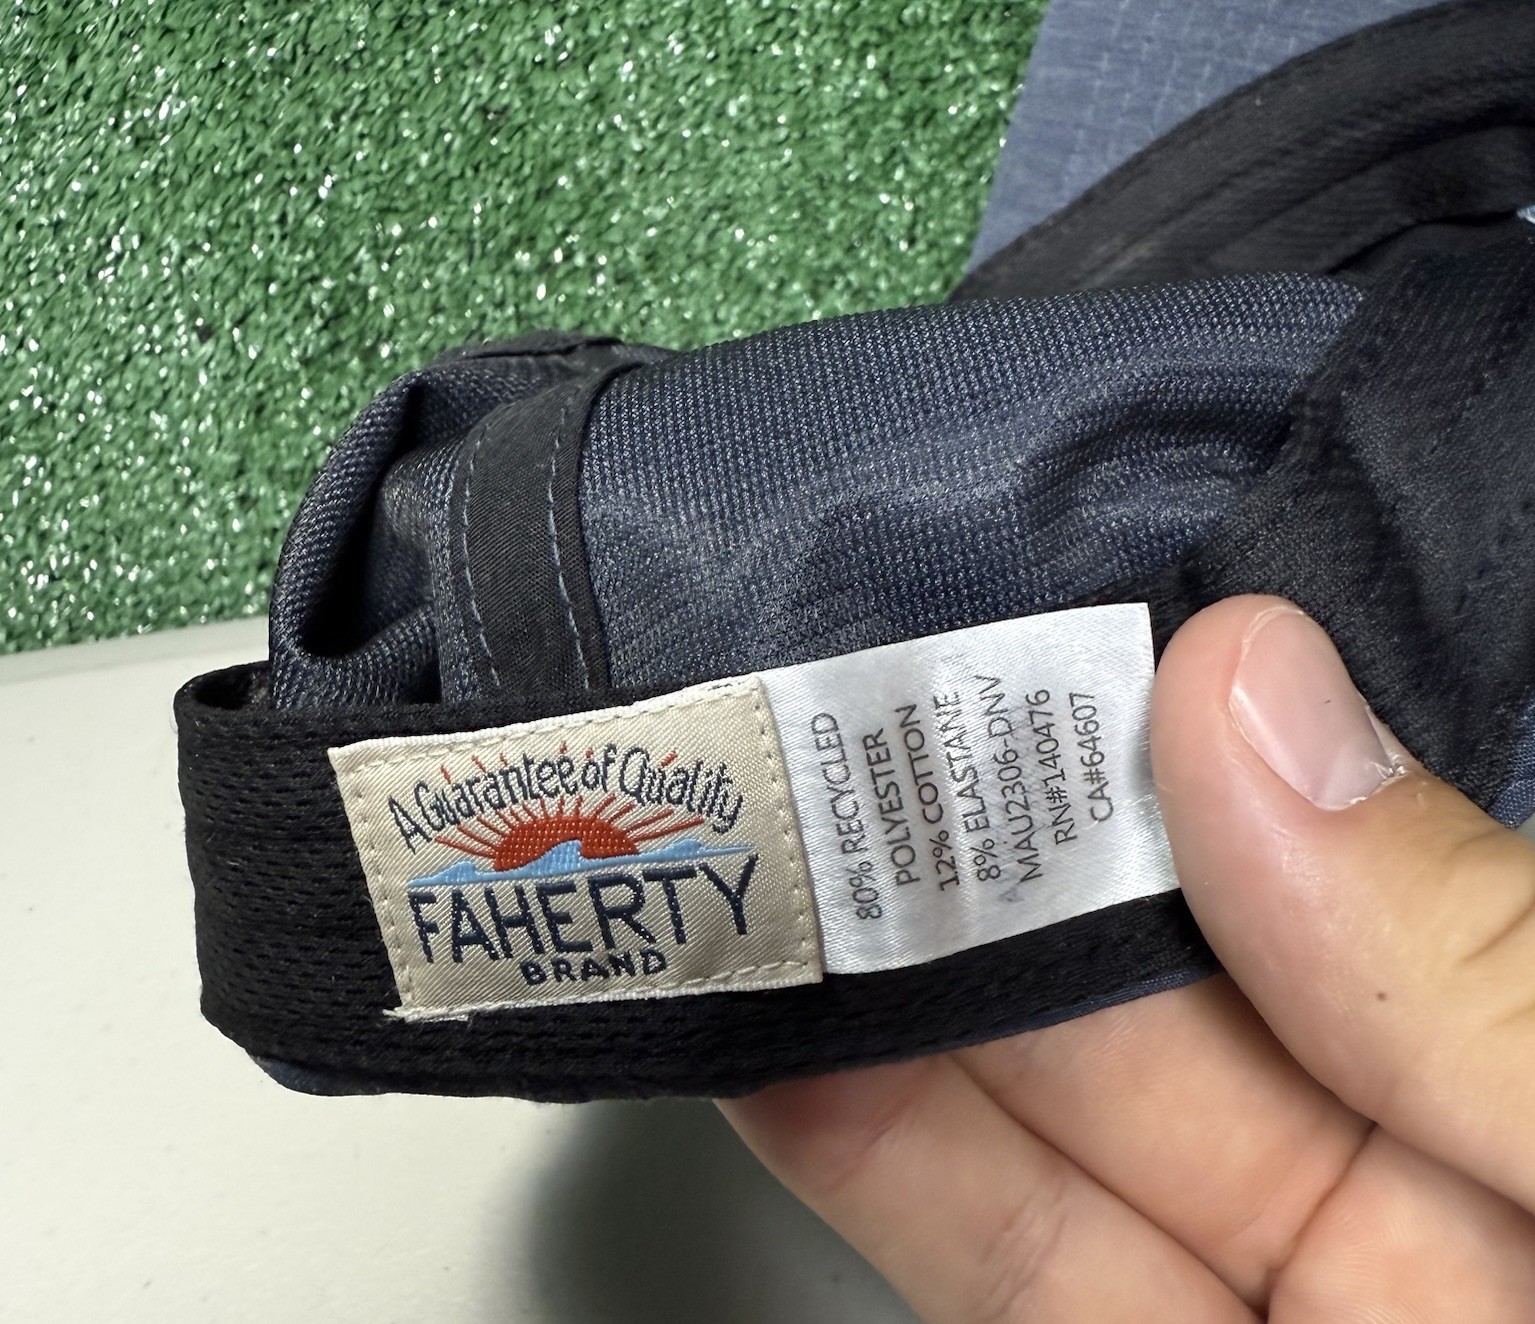 A Guarantee of Quality
FAHERTY
BRAND
80% RECYCLED
POLYESTER
12% COTTON
8% ELASTANE
MAU2306-DNV
RN#140476
CA#64607